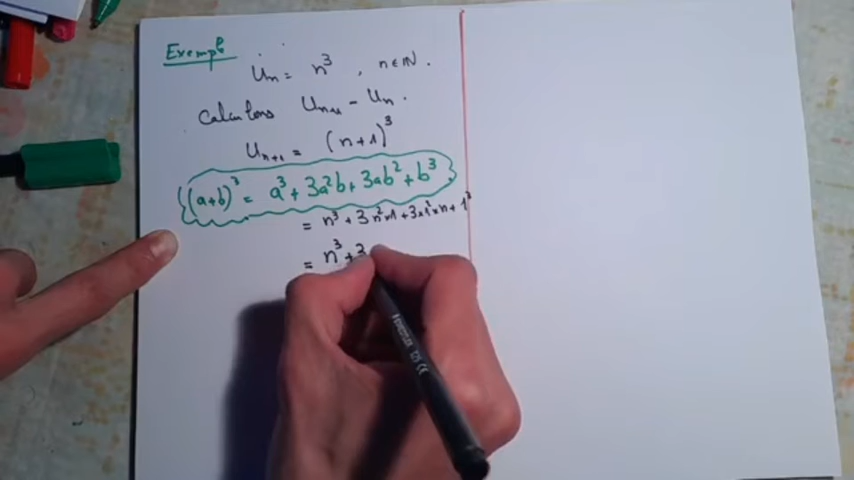 Exemple
Un = n³ , n∈ℕ.
Calculons Un+1 - Un.
Un+1 = (n+1)³
(a+b)³ = a³ + 3a²b + 3ab² + b³
= n³ + 3n²×1 + 3×1²×n + 1³
= n³ + 3
STAEDTLER